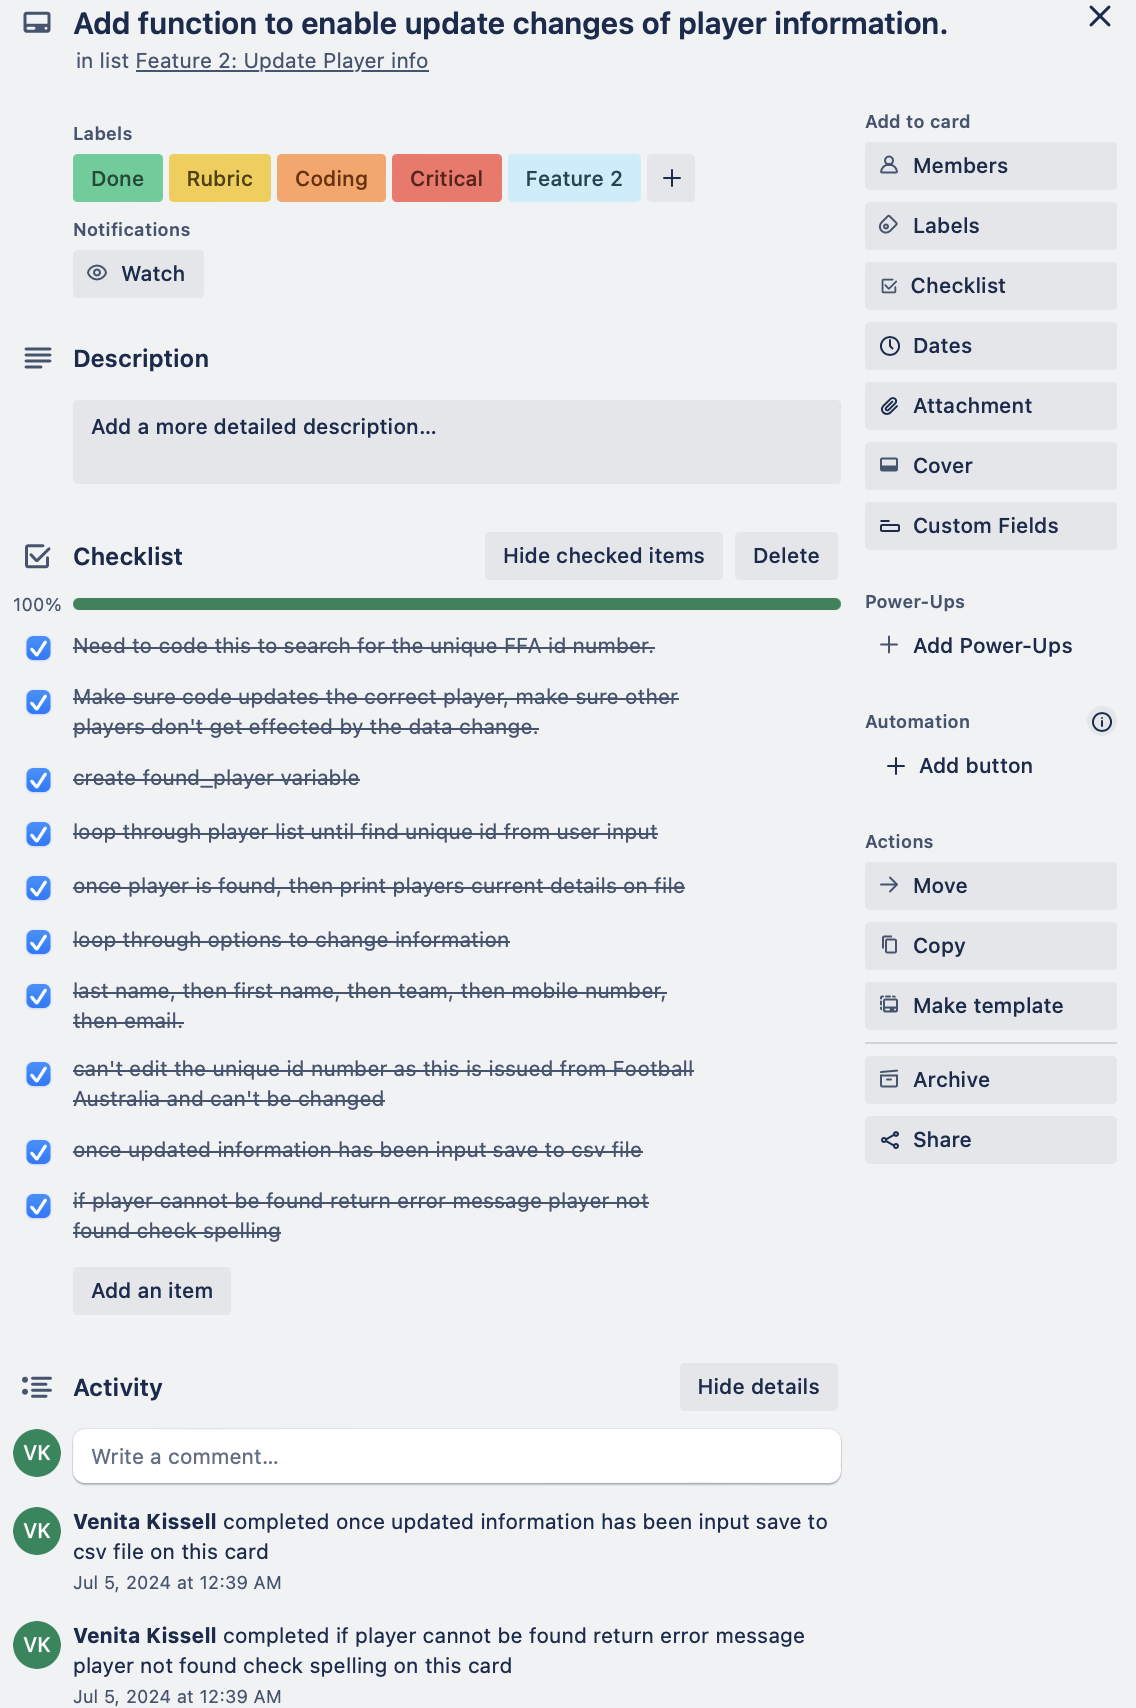 Add function to enable update changes of player information.
in list Feature 2: Update Player info
Labels
Done
Rubric
Coding
Critical
Feature 2
Notifications
Watch
Description
Add a more detailed description...
Checklist
Hide checked items
Delete
100%
Need to code this to search for the unique FFA id number.
Make sure code updates the correct player, make sure other
players don't get effected by the data change.
create found_player variable
loop through player list until find unique id from user input
once player is found, then print players current details on file
loop through options to change information
last name, then first name, then team, then mobile number,
then email.
can't edit the unique id number as this is issued from Football
Australia and can't be changed
once updated information has been input save to csv file
if player cannot be found return error message player not
found check spelling
Add an item
Activity
Hide details
VK
Write a comment...
VK
Venita Kissell completed once updated information has been input save to
csv file on this card
Jul 5, 2024 at 12:39 AM
VK
Venita Kissell completed if player cannot be found return error message
player not found check spelling on this card
Jul 5, 2024 at 12:39 AM
Add to card
Members
Labels
Checklist
Dates
Attachment
Cover
Custom Fields
Power-Ups
Add Power-Ups
Automation
Add button
Actions
Move
Copy
Make template
Archive
Share